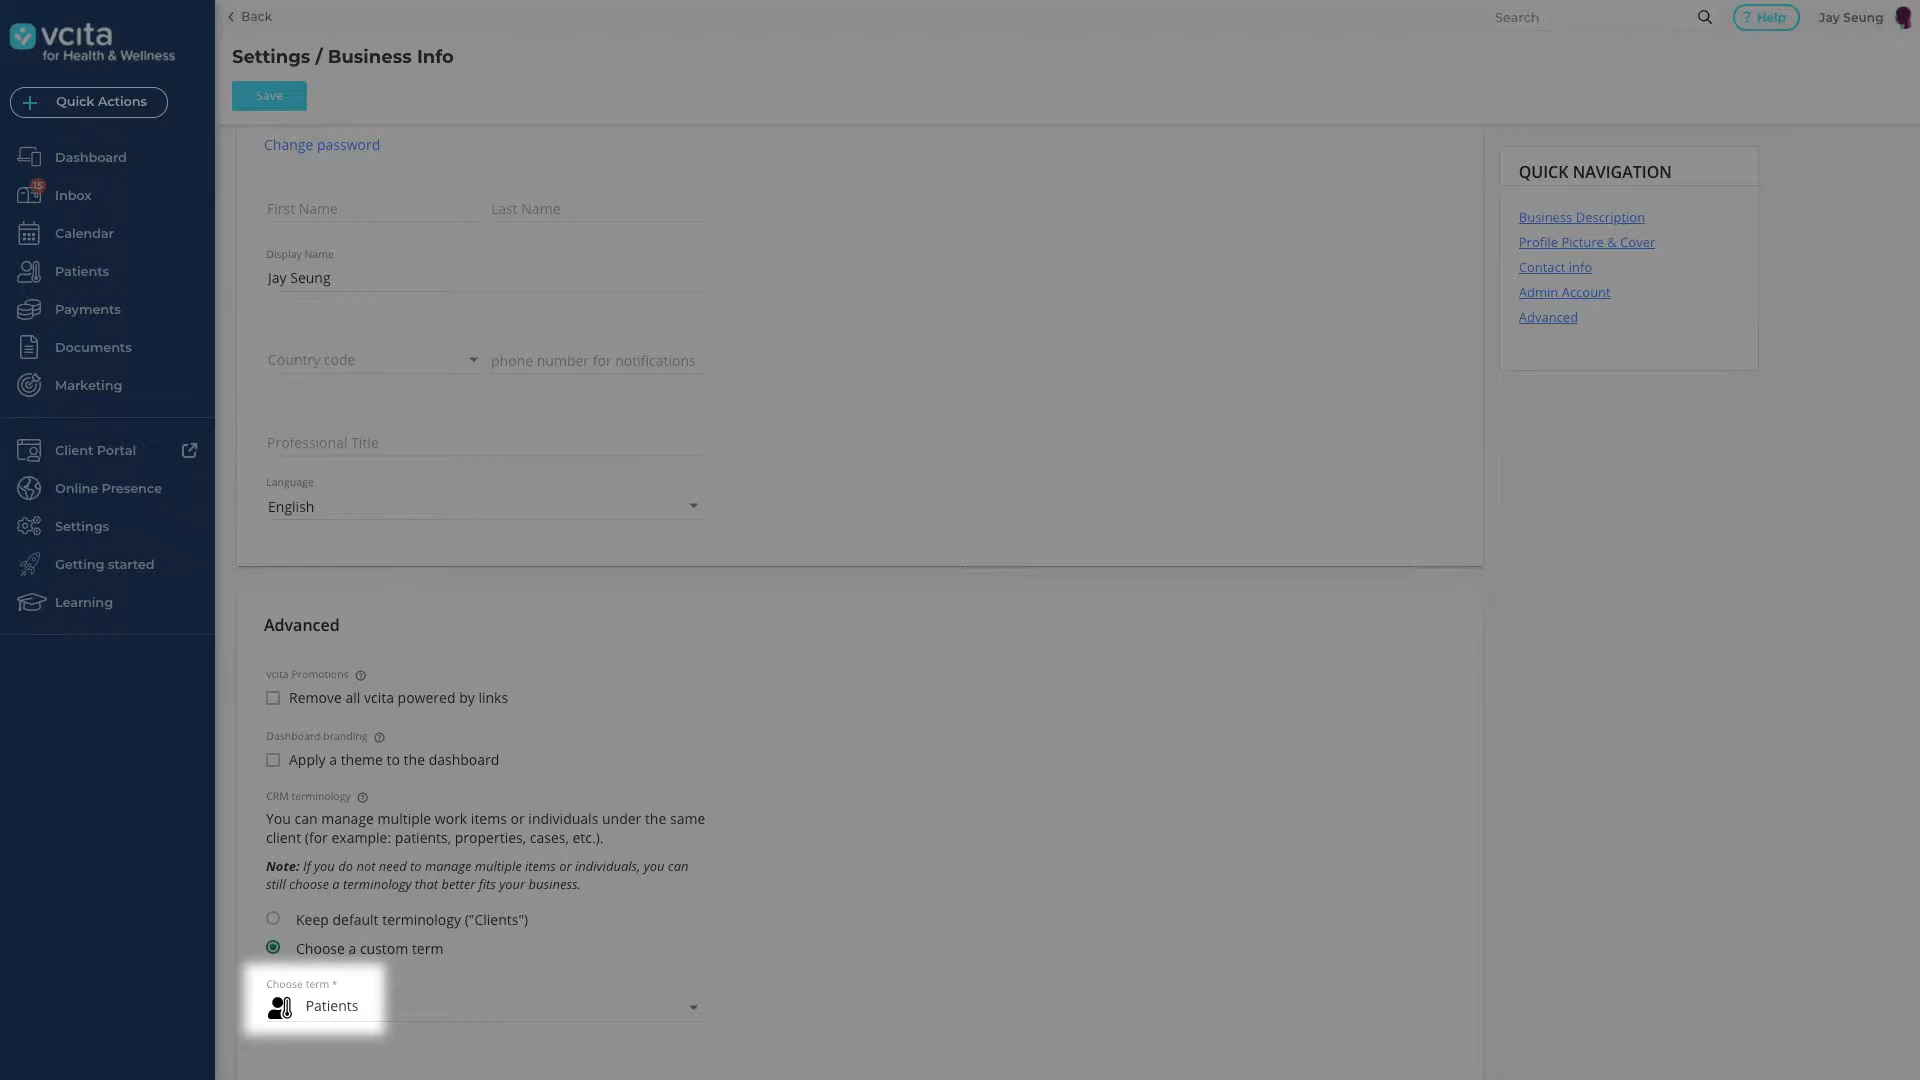 vcita
for Health & Wellness
Quick Actions
Dashboard
15
Inbox
Calendar
Patients
Payments
Documents
Marketing
Client Portal
Online Presence
Settings
Getting started
Learning
Back
Search
? Help
Jay Seung
Settings / Business Info
Save
Change password
First Name
Last Name
Display Name
Jay Seung
Country code
phone number for notifications
Professional Title
Language
English
Advanced
vcita Promotions ?
Remove all vcita powered by links
Dashboard branding ?
Apply a theme to the dashboard
CRM terminology ?
You can manage multiple work items or individuals under the same
client (for example: patients, properties, cases, etc.).
Note: If you do not need to manage multiple items or individuals, you can
still choose a terminology that better fits your business.
Keep default terminology ("Clients")
Choose a custom term
Choose term *
Patients
QUICK NAVIGATION
Business Description
Profile Picture & Cover
Contact info
Admin Account
Advanced